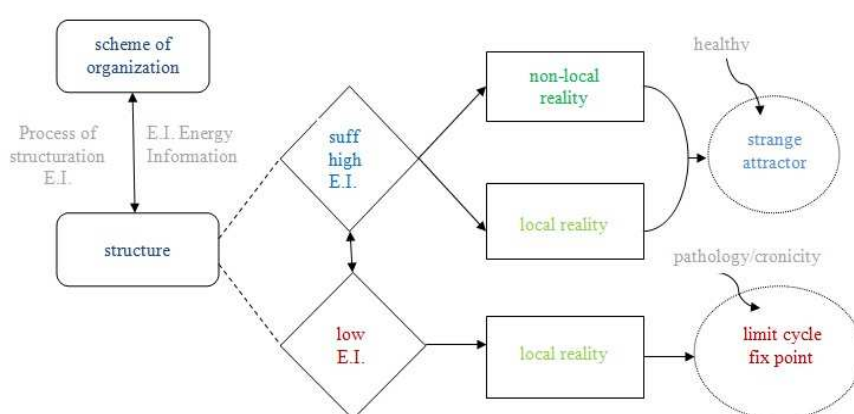 scheme of
organization
Process of
structuration
E.I.
E.I. Energy
Information
structure
suff
high
E.I.
low
E.I.
non-local
reality
local reality
local reality
healthy
strange
attractor
pathology/cronicity
limit cycle
fix point